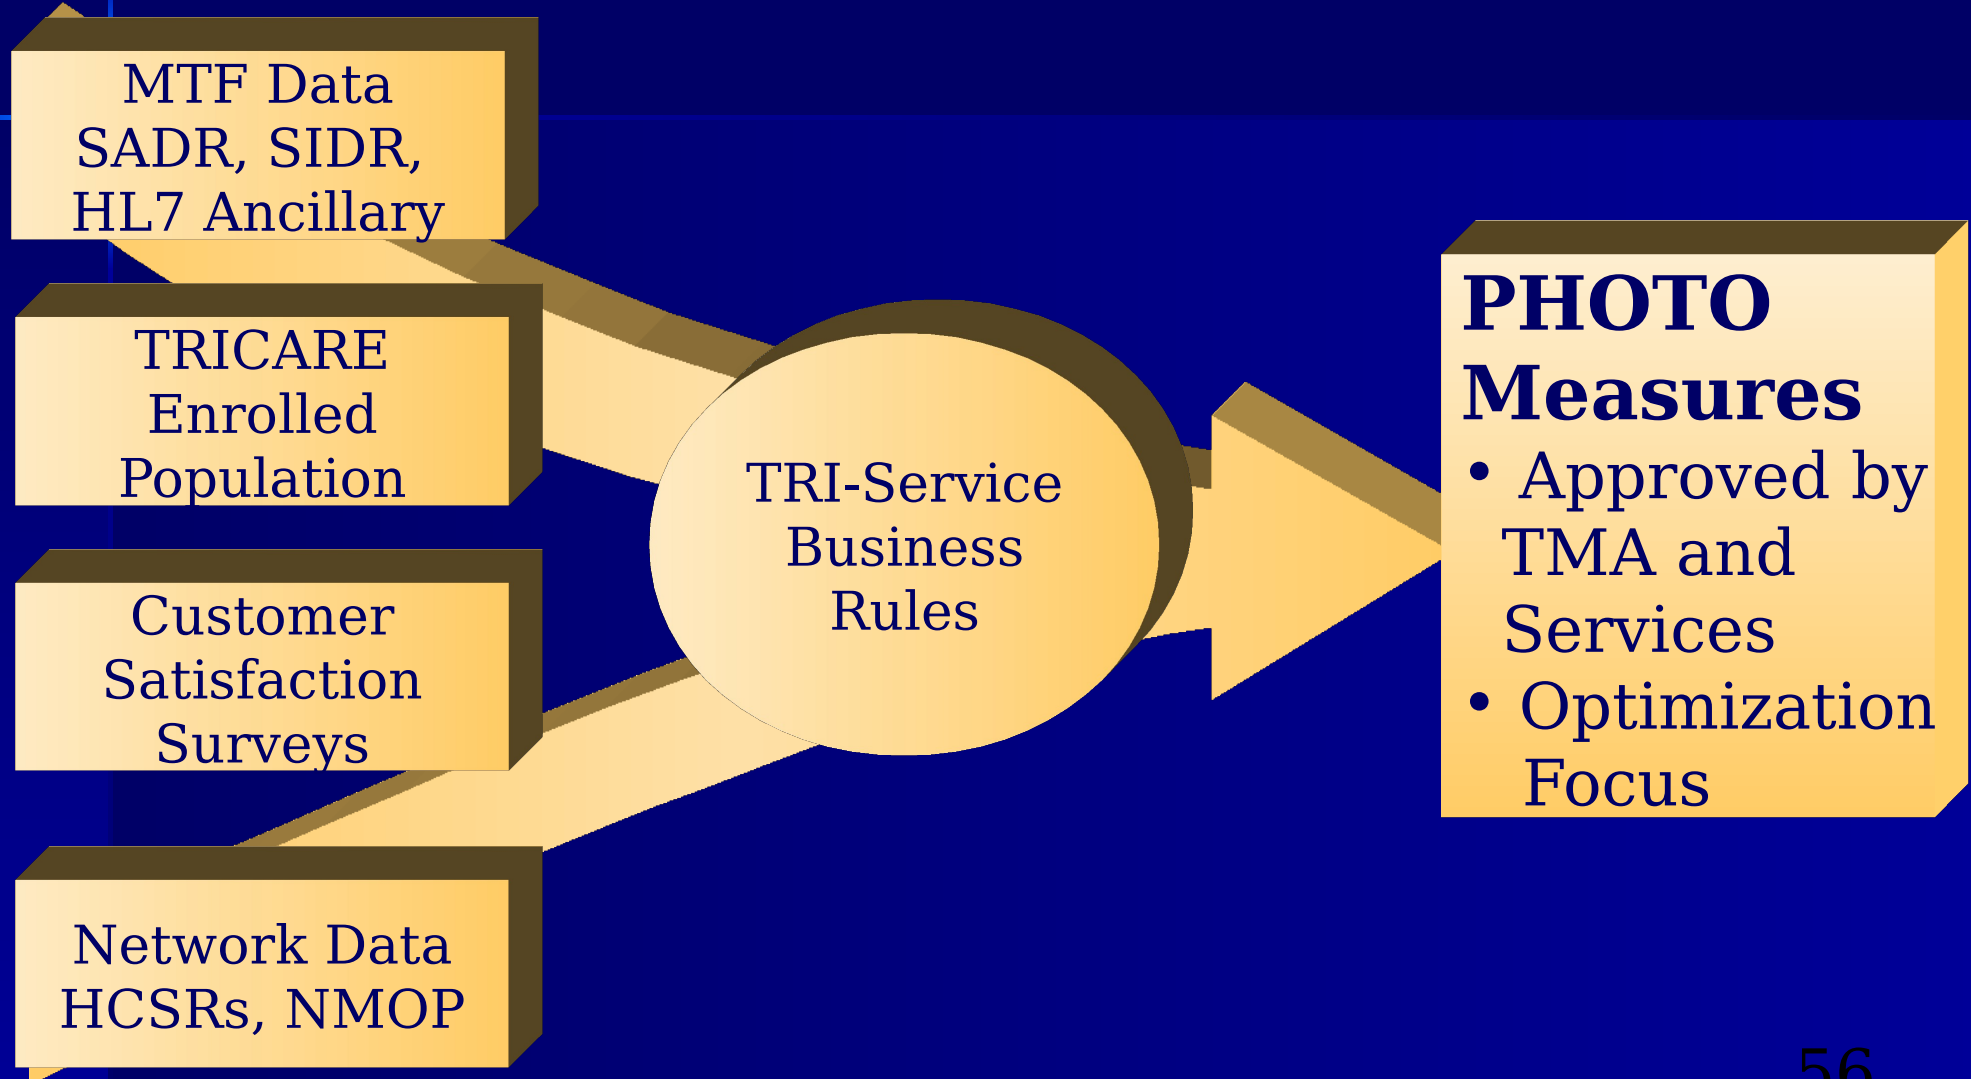 MTF Data
SADR, SIDR,
HL7 Ancillary
TRICARE
Enrolled
Population
Customer
Satisfaction
Surveys
Network Data
HCSRs, NMOP
TRI-Service
Business
Rules
PHOTO
Measures
• Approved by
TMA and
Services
• Optimization
Focus
56